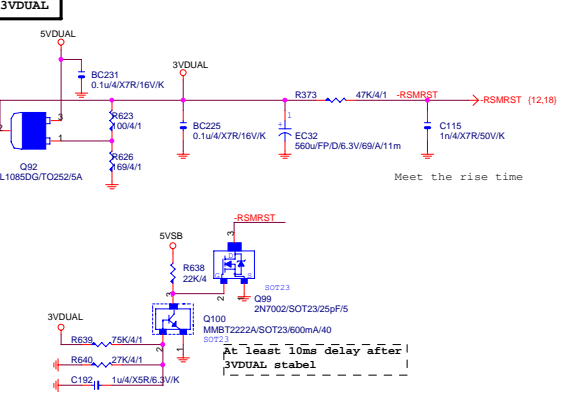 3VDUAL
5VDUAL
BC231
0.1u/4/X7R/16V/K
3VDUAL
R373
47K/4/1
-RSMRST
-RSMRST {12,18}
3
R623
100/4/1
1
BC225
0.1u/4/X7R/16V/K
1
+
EC32
560u/FP/D/6.3V/69/A/11m
C115
1n/4/X7R/50V/K
2
1
R626
169/4/1
Q92
L1085DG/TO252/5A
Meet the rise time
-RSMRST
5VSB
3
D
R638
22K/4
G
S
SOT23
2
1
Q99
2N7002/SOT23/25pF/5
3
Q100
MMBT2222A/SOT23/600mA/40
SOT23
3VDUAL
R639
75K/4/1
2
1
At least 10ms delay after
3VDUAL stabel
R640
27K/4/1
C192
1u/4/X5R/6.3V/K